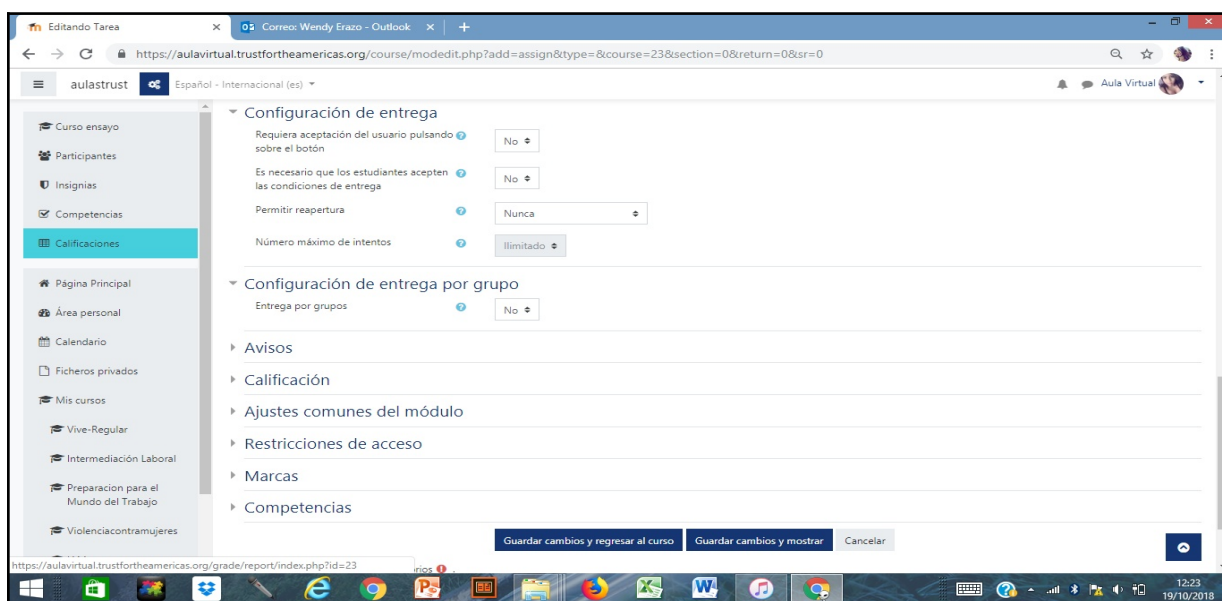 Editando Tarea
Correo: Wendy Erazo - Outlook
https://aulavirtual.trustfortheamericas.org/course/modedit.php?add=assign&type=&course=23&section=0&return=0&sr=0
aulastrust
Español - Internacional (es)
Aula Virtual
Curso ensayo
Participantes
Insignias
Competencias
Calificaciones
Página Principal
Área personal
Calendario
Ficheros privados
Mis cursos
Vive-Regular
Intermediación Laboral
Preparacion para el
Mundo del Trabajo
Violenciacontramujeres
Configuración de entrega
Requiera aceptación del usuario pulsando
sobre el botón
No
Es necesario que los estudiantes acepten
las condiciones de entrega
No
Permitir reapertura
Nunca
Número máximo de intentos
Ilimitado
Configuración de entrega por grupo
Entrega por grupos
No
Avisos
Calificación
Ajustes comunes del módulo
Restricciones de acceso
Marcas
Competencias
Guardar cambios y regresar al curso
Guardar cambios y mostrar
Cancelar
https://aulavirtual.trustfortheamericas.org/grade/report/index.php?id=23
12:23
19/10/2018